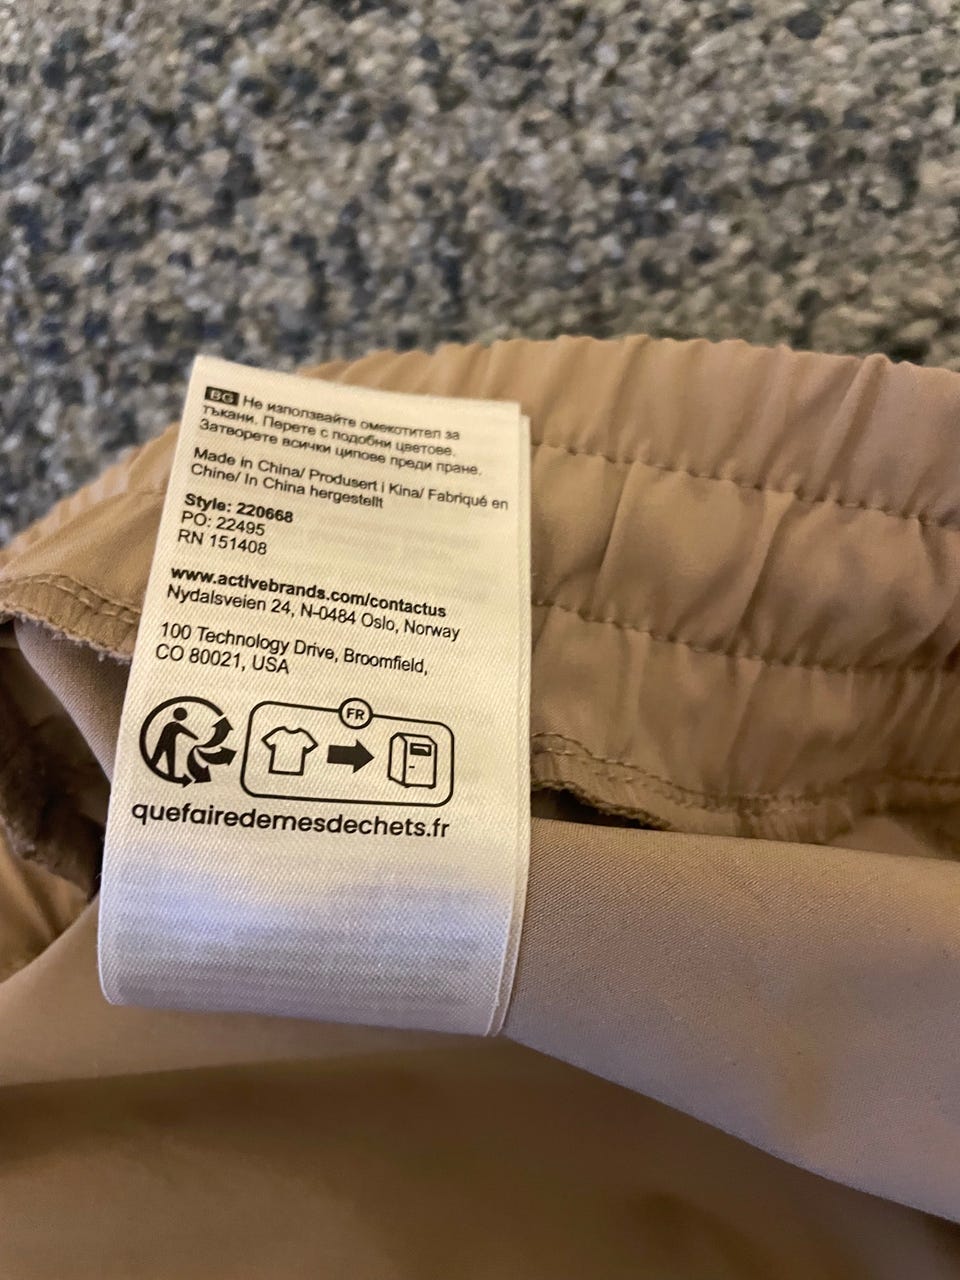 BG Не използвайте омекотител за
тъкани. Перете с подобни цветове.
Затворете всички ципове преди пране.
Made in China/ Produsert i Kina/ Fabriqué en
Chine/ In China hergestellt
Style: 220668
PO: 22495
RN 151408
www.activebrands.com/contactus
Nydalsveien 24, N-0484 Oslo, Norway
100 Technology Drive, Broomfield,
CO 80021, USA
FR
quefairedemesdechets.fr